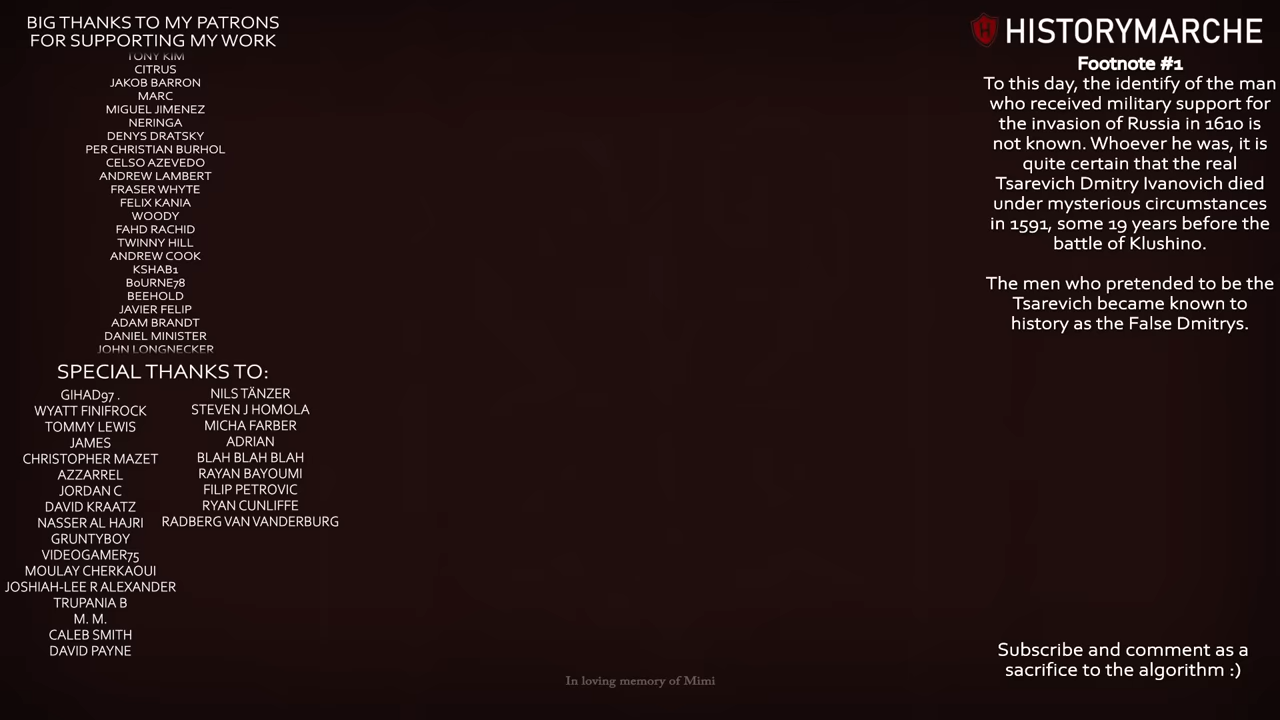 BIG THANKS TO MY PATRONS
FOR SUPPORTING MY WORK
TONY KIM
CITRUS
JAKOB BARRON
MARC
MIGUEL JIMENEZ
NERINGA
DENYS DRATSKY
PER CHRISTIAN BURHOL
CELSO AZEVEDO
ANDREW LAMBERT
FRASER WHYTE
FELIX KANIA
WOODY
FAHD RACHID
TWINNY HILL
ANDREW COOK
KSHAB1
B0URNE78
BEEHOLD
JAVIER FELIP
ADAM BRANDT
DANIEL MINISTER
JOHN LONGNECKER
SPECIAL THANKS TO:
GIHAD97 .
WYATT FINIFROCK
TOMMY LEWIS
JAMES
CHRISTOPHER MAZET
AZZARREL
JORDAN C
DAVID KRAATZ
NASSER AL HAJRI
GRUNTYBOY
VIDEOGAMER75
MOULAY CHERKAOUI
JOSHIAH-LEE R ALEXANDER
TRUPANIA B
M. M.
CALEB SMITH
DAVID PAYNE
NILS TÄNZER
STEVEN J HOMOLA
MICHA FARBER
ADRIAN
BLAH BLAH BLAH
RAYAN BAYOUMI
FILIP PETROVIC
RYAN CUNLIFFE
RADBERG VAN VANDERBURG
HISTORYMARCHE
Footnote #1
To this day, the identify of the man
who received military support for
the invasion of Russia in 1610 is
not known. Whoever he was, it is
quite certain that the real
Tsarevich Dmitry Ivanovich died
under mysterious circumstances
in 1591, some 19 years before the
battle of Klushino.
The men who pretended to be the
Tsarevich became known to
history as the False Dmitrys.
Subscribe and comment as a
sacrifice to the algorithm :)
In loving memory of Mimi